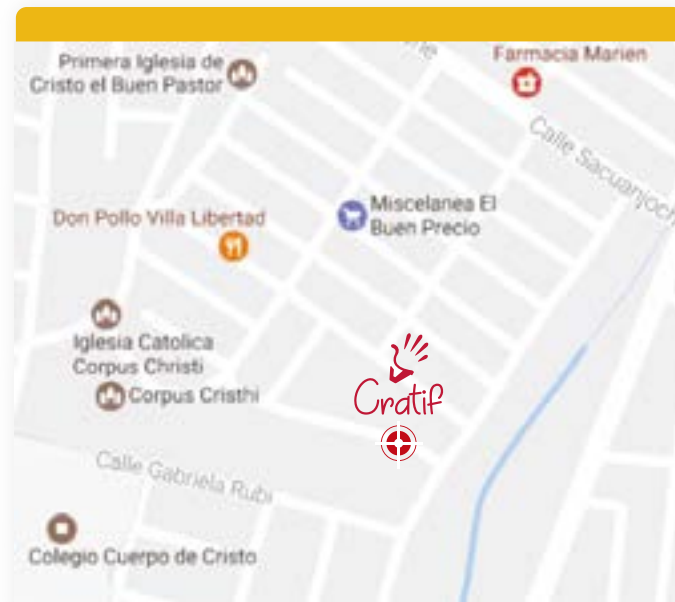 Primera Iglesia de
Cristo el Buen Pastor
Farmacia Marien
Calle Sacuanjoch
Don Pollo Villa Libertad
Miscelanea El
Buen Precio
Iglesia Catolica
Corpus Christi
Corpus Cristhi
Cratif
Calle Gabriela Rubi
Colegio Cuerpo de Cristo